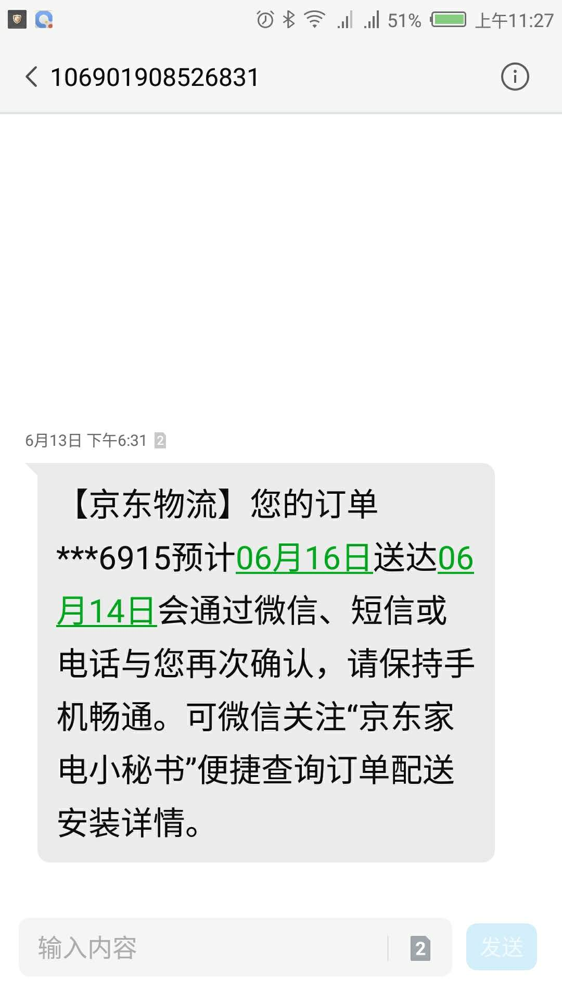 51% 上午11:27
106901908526831
6月13日 下午6:31 2
【京东物流】您的订单
***6915预计06月16日送达06
月14日会通过微信、短信或
电话与您再次确认，请保持手
机畅通。可微信关注“京东家
电小秘书”便捷查询订单配送
安装详情。
输入内容 2 发送